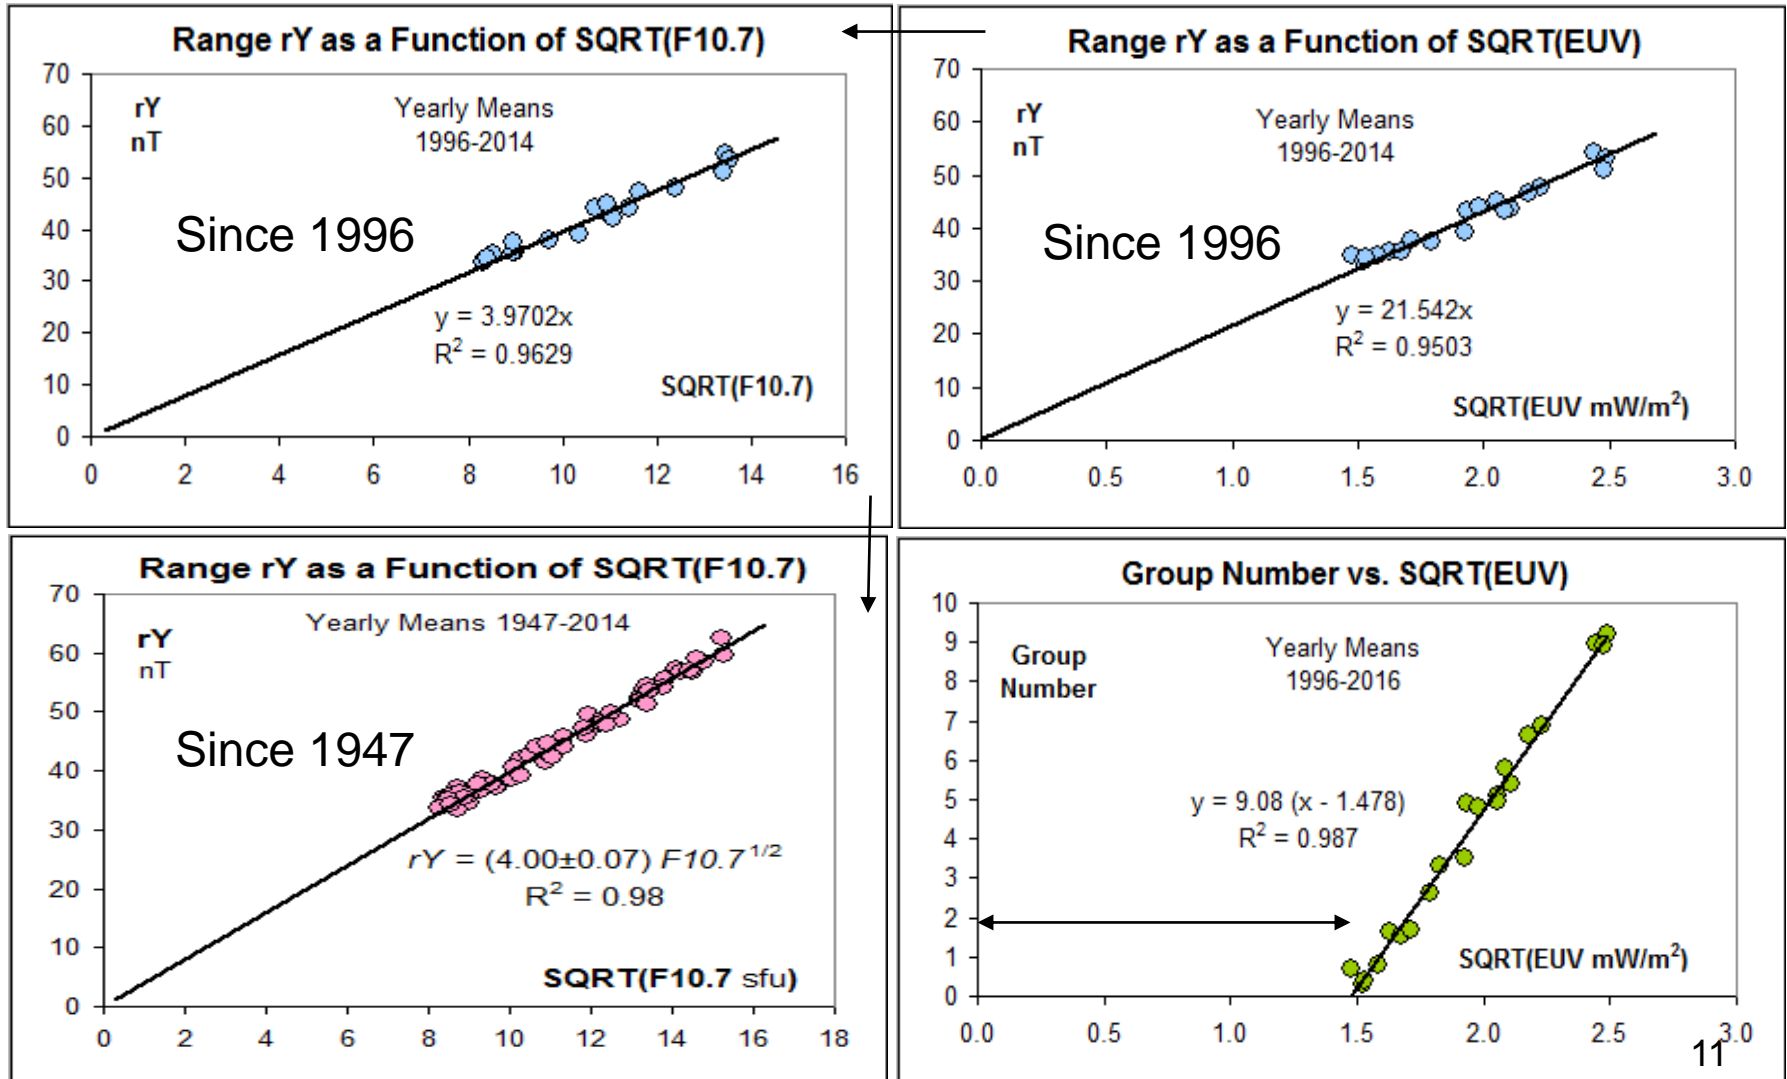 Range rY as a Function of SQRT(F10.7)
70
60
50
40
30
20
10
0
rY
nT
Yearly Means
1996-2014
Since 1996
y = 3.9702x
R² = 0.9629
SQRT(F10.7)
0 2 4 6 8 10 12 14 16
Range rY as a Function of SQRT(EUV)
70
60
50
40
30
20
10
0
rY
nT
Yearly Means
1996-2014
Since 1996
y = 21.542x
R² = 0.9503
SQRT(EUV mW/m²)
0.0 0.5 1.0 1.5 2.0 2.5 3.0
Range rY as a Function of SQRT(F10.7)
70
60
50
40
30
20
10
0
rY
nT
Yearly Means 1947-2014
Since 1947
rY = (4.00±0.07) F10.7^1/2
R² = 0.98
SQRT(F10.7 sfu)
0 2 4 6 8 10 12 14 16 18
Group Number vs. SQRT(EUV)
10
9
8
7
6
5
4
3
2
1
0
Group
Number
Yearly Means
1996-2016
y = 9.08 (x - 1.478)
R² = 0.987
SQRT(EUV mW/m²)
0.0 0.5 1.0 1.5 2.0 2.5 3.0
11